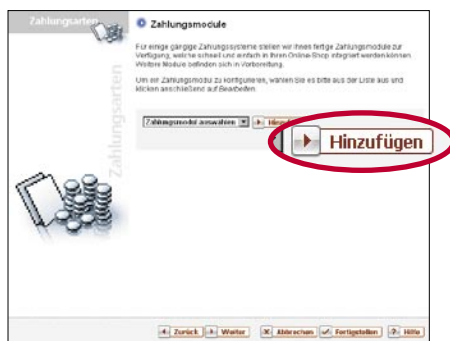 Zahlungsarten
Zahlungsmodule
Für einige gängige Zahlungssysteme stellen wir Ihnen fertige Zahlungsmodule zur
Verfügung, welche schnell und einfach in Ihren Online-Shop integriert werden können.
Weitere Module befinden sich in Vorbereitung.
Um ein Zahlungsmodul zu konfigurieren, wählen Sie es bitte aus der Liste aus und
klicken anschließend auf Bearbeiten.
Zahlungsarten
Zahlungsmodul auswählen
Hinzufügen
Zurück Weiter Abbrechen Fertigstellen Hilfe